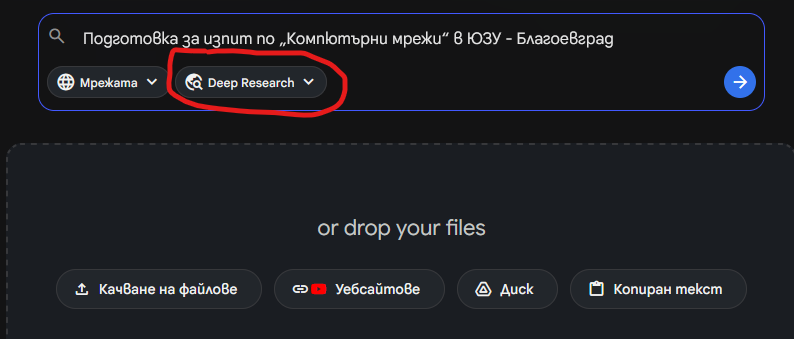 Подготовка за изпит по „Компютърни мрежи“ в ЮЗУ - Благоевград
Мрежата Deep Research
or drop your files
Качване на файлове Уебсайтове Диск Копиран текст